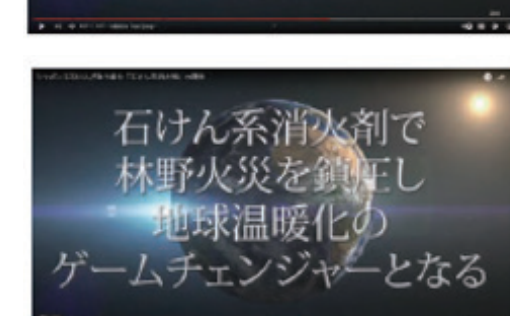 石けん系消火剤で
林野火災を鎮圧し
地球温暖化の
ゲームチェンジャーとなる